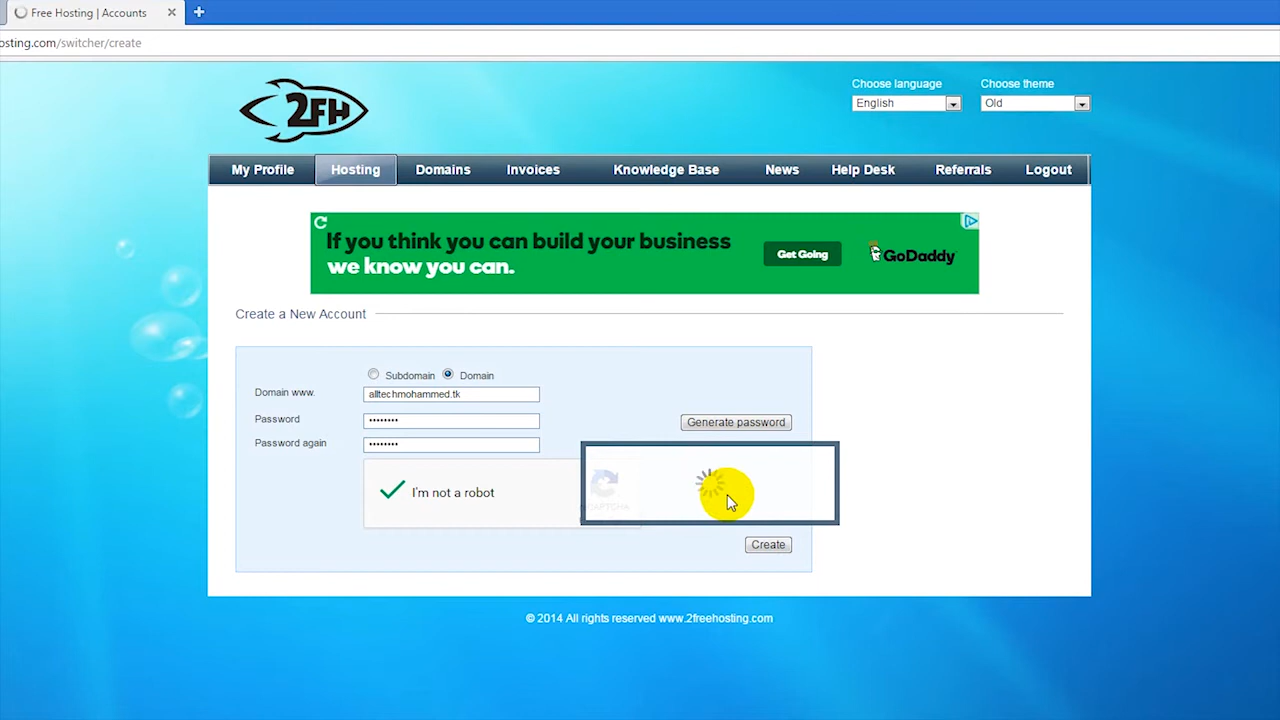 Free Hosting | Accounts
osting.com/switcher/create
2FH
Choose language
Choose theme
English
Old
My Profile
Hosting
Domains
Invoices
Knowledge Base
News
Help Desk
Referrals
Logout
If you think you can build your business
we know you can.
Get Going
GoDaddy
Create a New Account
Subdomain
Domain
Domain www.
alltechmohammed.tk
Password
••••••••
Generate password
Password again
••••••••
I'm not a robot
CAPTCHA
Create
© 2014 All rights reserved www.2freehosting.com